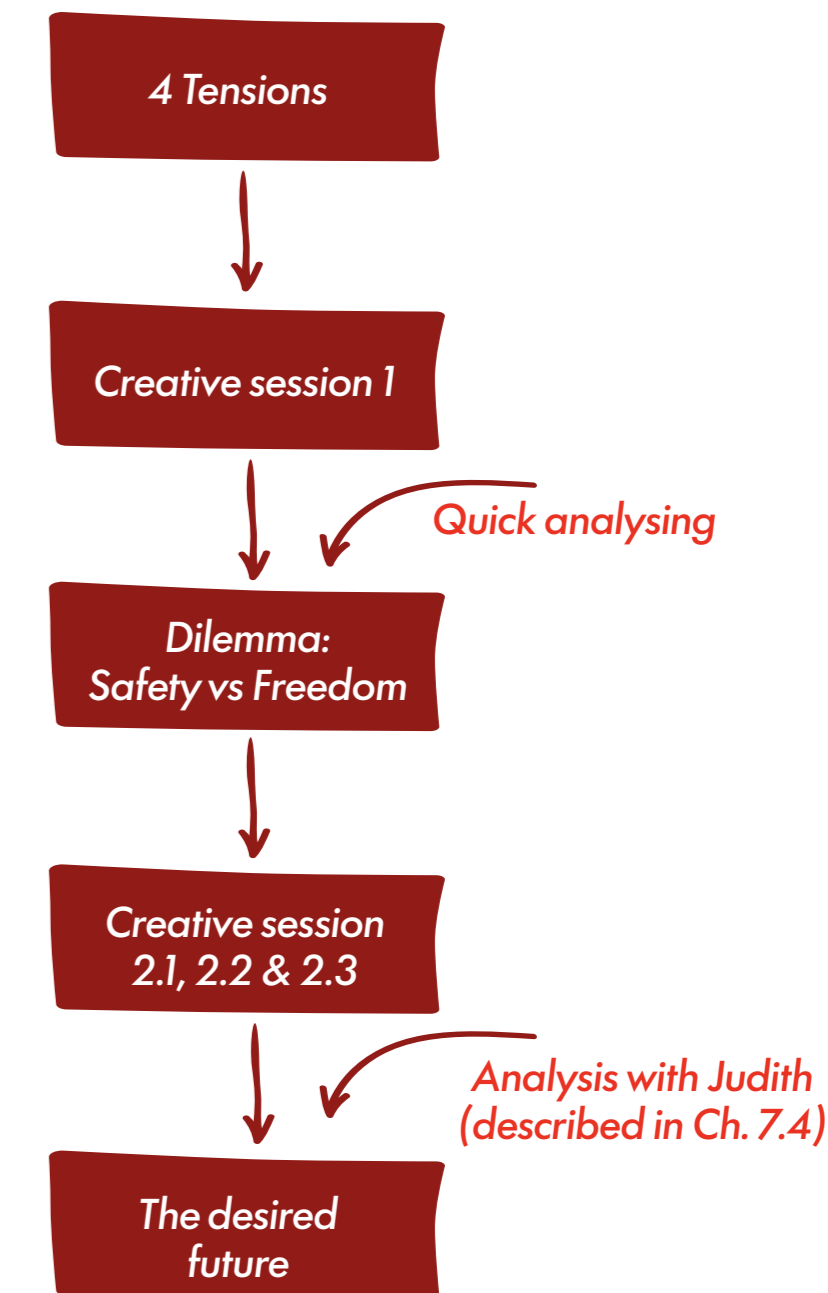 4 Tensions
Creative session 1
Quick analysing
Dilemma:
Safety vs Freedom
Creative session
2.1, 2.2 & 2.3
Analysis with Judith
(described in Ch. 7.4)
The desired
future